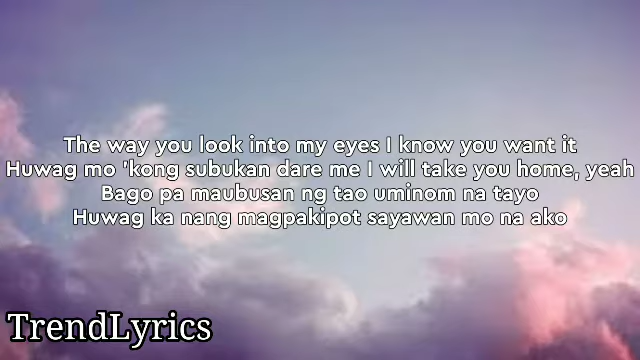 The way you look into my eyes I know you want it
Huwag mo 'kong subukan dare me I will take you home, yeah
Bago pa maubusan ng tao uminom na tayo
Huwag ka nang magpakipot sayawan mo na ako
TrendLyrics